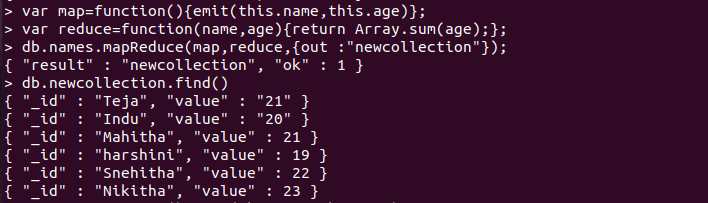 > var map=function(){emit(this.name,this.age)};
> var reduce=function(name,age){return Array.sum(age);};
> db.names.mapReduce(map,reduce,{out :"newcollection"});
{ "result" : "newcollection", "ok" : 1 }
> db.newcollection.find()
{ "_id" : "Teja", "value" : "21" }
{ "_id" : "Indu", "value" : "20" }
{ "_id" : "Mahitha", "value" : 21 }
{ "_id" : "harshini", "value" : 19 }
{ "_id" : "Snehitha", "value" : 22 }
{ "_id" : "Nikitha", "value" : 23 }